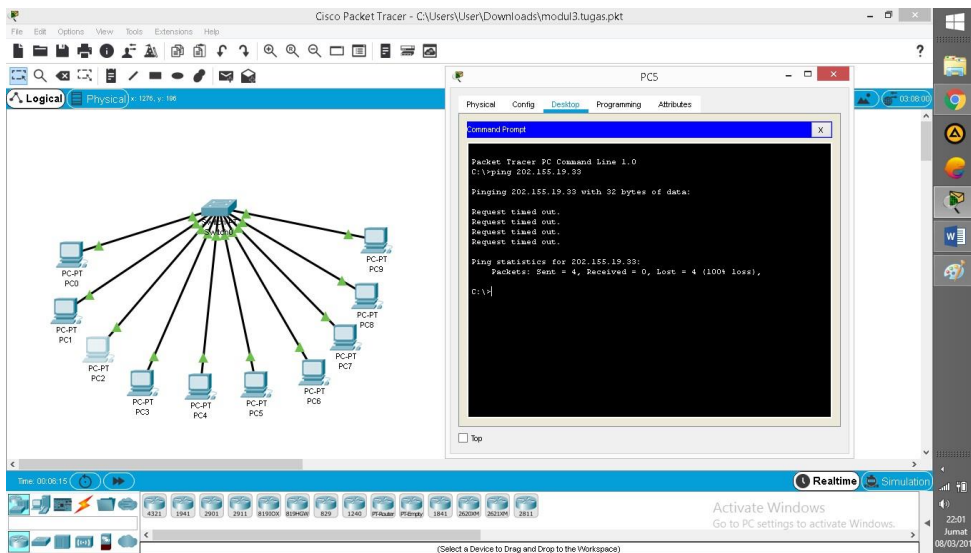 Cisco Packet Tracer - C:\Users\User\Downloads\modul3.tugas.pkt
File Edit Options View Tools Extensions Help
?
Logical Physical x: 1276, y: 196
03:08:00
PC5
Physical Config Desktop Programming Attributes
Command Prompt
X
Packet Tracer PC Command Line 1.0
C:\>ping 202.155.19.33
Pinging 202.155.19.33 with 32 bytes of data:
Request timed out.
Request timed out.
Request timed out.
Request timed out.
Ping statistics for 202.155.19.33:
Packets: Sent = 4, Received = 0, Lost = 4 (100% loss),
C:\>
Top
Switch0
PC-PT
PC0
PC-PT
PC1
PC-PT
PC2
PC-PT
PC3
PC-PT
PC4
PC-PT
PC5
PC-PT
PC6
PC-PT
PC7
PC-PT
PC8
PC-PT
PC9
Time: 00:06:15
Realtime
Simulation
4321 1941 2901 2911 819IOX 819HGW 829 1240 PT-Router PT-Empty 1841 2620XM 2621XM 2811
Activate Windows
Go to PC settings to activate Windows.
(Select a Device to Drag and Drop to the Workspace)
22:01
Jumat
08/03/201